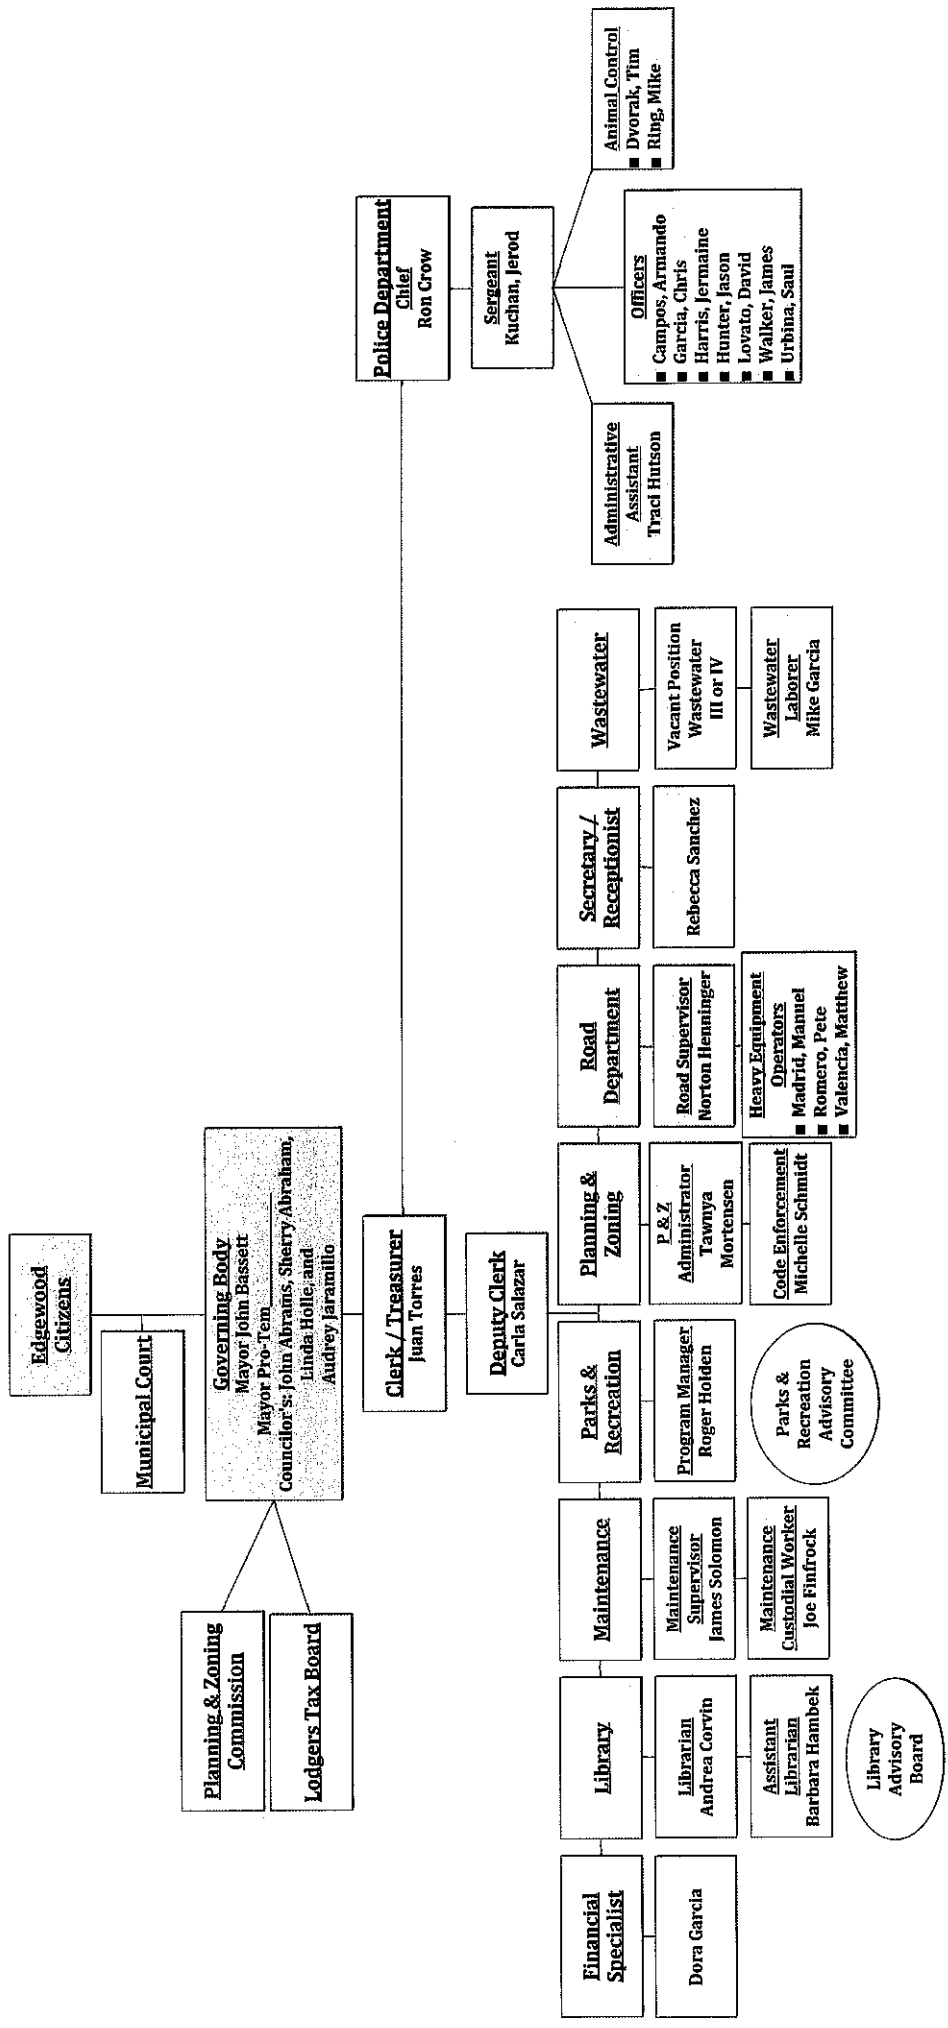 Edgewood
Citizens
Municipal Court
Governing Body
Mayor John Bassett
Mayor Pro-Tem
Councilor's: John Abrams, Sherry Abraham,
Linda Holle, and
Audrey Jaramillo
Planning & Zoning
Commission
Lodgers Tax Board
Clerk / Treasurer
Juan Torres
Deputy Clerk
Carla Salazar
Police Department
Chief
Ron Crow
Sergeant
Kuchan, Jerod
Administrative
Assistant
Traci Hutson
Officers
■ Campos, Armando
■ Garcia, Chris
■ Harris, Jermaine
■ Hunter, Jason
■ Lovato, David
■ Walker, James
■ Urbina, Saul
Animal Control
■ Dvorak, Tim
■ Ring, Mike
Financial
Specialist
Dora Garcia
Library
Librarian
Andrea Corvin
Assistant
Librarian
Barbara Hambek
Library
Advisory
Board
Maintenance
Maintenance
Supervisor
James Solomon
Maintenance
Custodial Worker
Joe Finfrock
Parks &
Recreation
Program Manager
Roger Holden
Parks &
Recreation
Advisory
Committee
Planning &
Zoning
P & Z
Administrator
Tawnya
Mortensen
Code Enforcement
Michelle Schmidt
Road
Department
Road Supervisor
Norton Henninger
Heavy Equipment
Operators
■ Madrid, Manuel
■ Romero, Pete
■ Valencia, Matthew
Secretary /
Receptionist
Rebecca Sanchez
Wastewater
Vacant Position
Wastewater
III or IV
Wastewater
Laborer
Mike Garcia